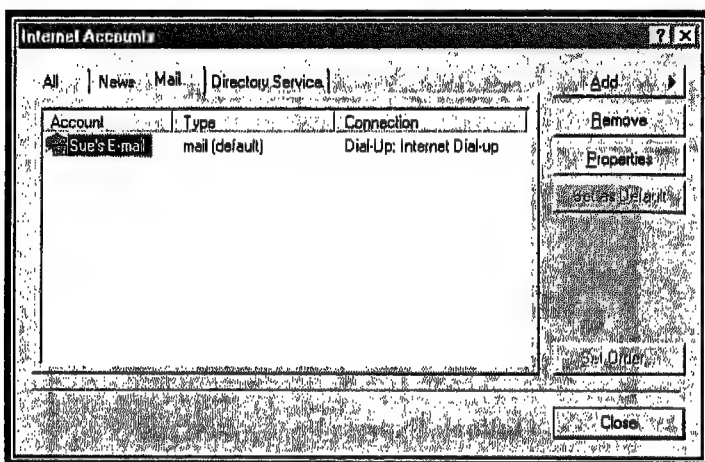 Internet Accounts
All News Mail Directory Service
Add
Account Type Connection
Remove
Sue's E-mail mail (default) Dial-Up: Internet Dial-up
Properties
Set as Default
Set Order...
Close